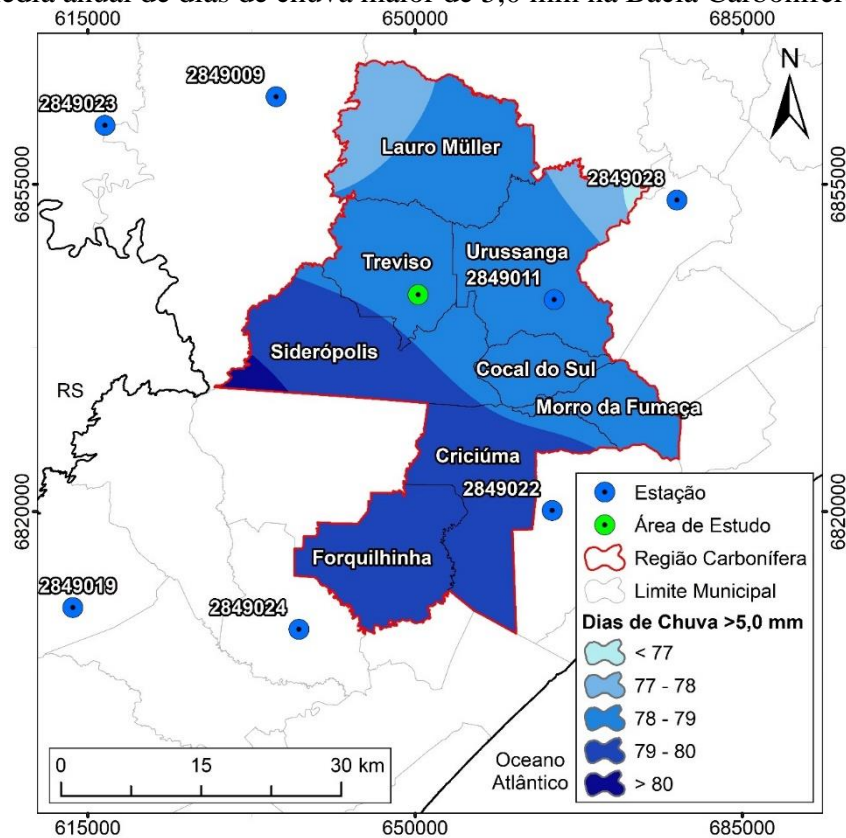 édia anual de dias de chuva maior de 5,0 mm na Bacia Carbonífer
615000 650000 685000
2849009
2849023
N
Lauro Müller
2849028
6855000 6855000
Urussanga
Treviso
2849011
Siderópolis
Cocal do Sul
RS
Morro da Fumaça
Criciúma
2849022
6820000 6820000
Forquilhinha
2849019
2849024
Estação
Área de Estudo
Região Carbonífera
Limite Municipal
Dias de Chuva >5,0 mm
< 77
77 - 78
78 - 79
79 - 80
> 80
Oceano
Atlântico
0 15 30 km
615000 650000 685000